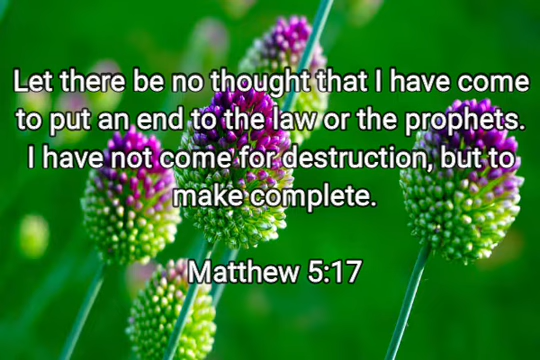 Let there be no thought that I have come
to put an end to the law or the prophets.
I have not come for destruction, but to
make complete.
Matthew 5:17